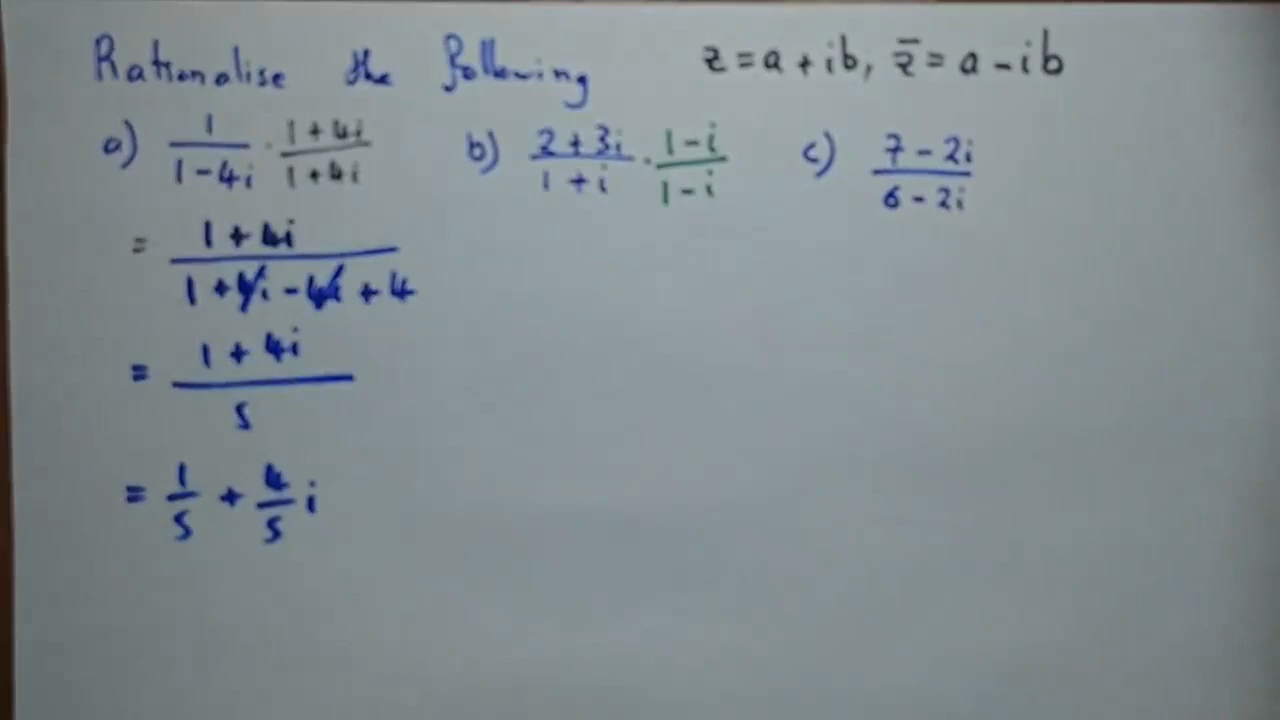 Rationalise the following z = a + ib, z̄ = a - ib
a) 1/(1 - 4i) · (1 + 4i)/(1 + 4i) b) (2 + 3i)/(1 + i) · (1 - i)/(1 - i) c) (7 - 2i)/(6 - 2i)
= (1 + 4i)/(1 + 4i - 4i + 4)
= (1 + 4i)/5
= 1/5 + 4/5 i